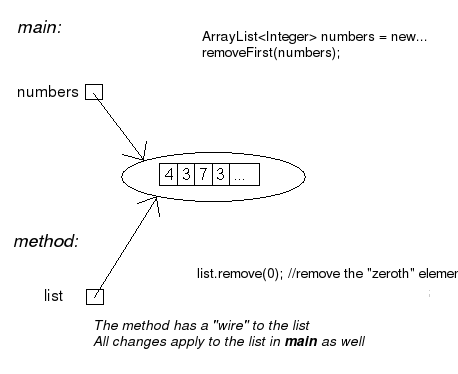 main:
ArrayList<Integer> numbers = new...
removeFirst(numbers);
numbers
4 3 7 3 ...
method:
list.remove(0); //remove the "zeroth" elemer
list
The method has a "wire" to the list
All changes apply to the list in main as well